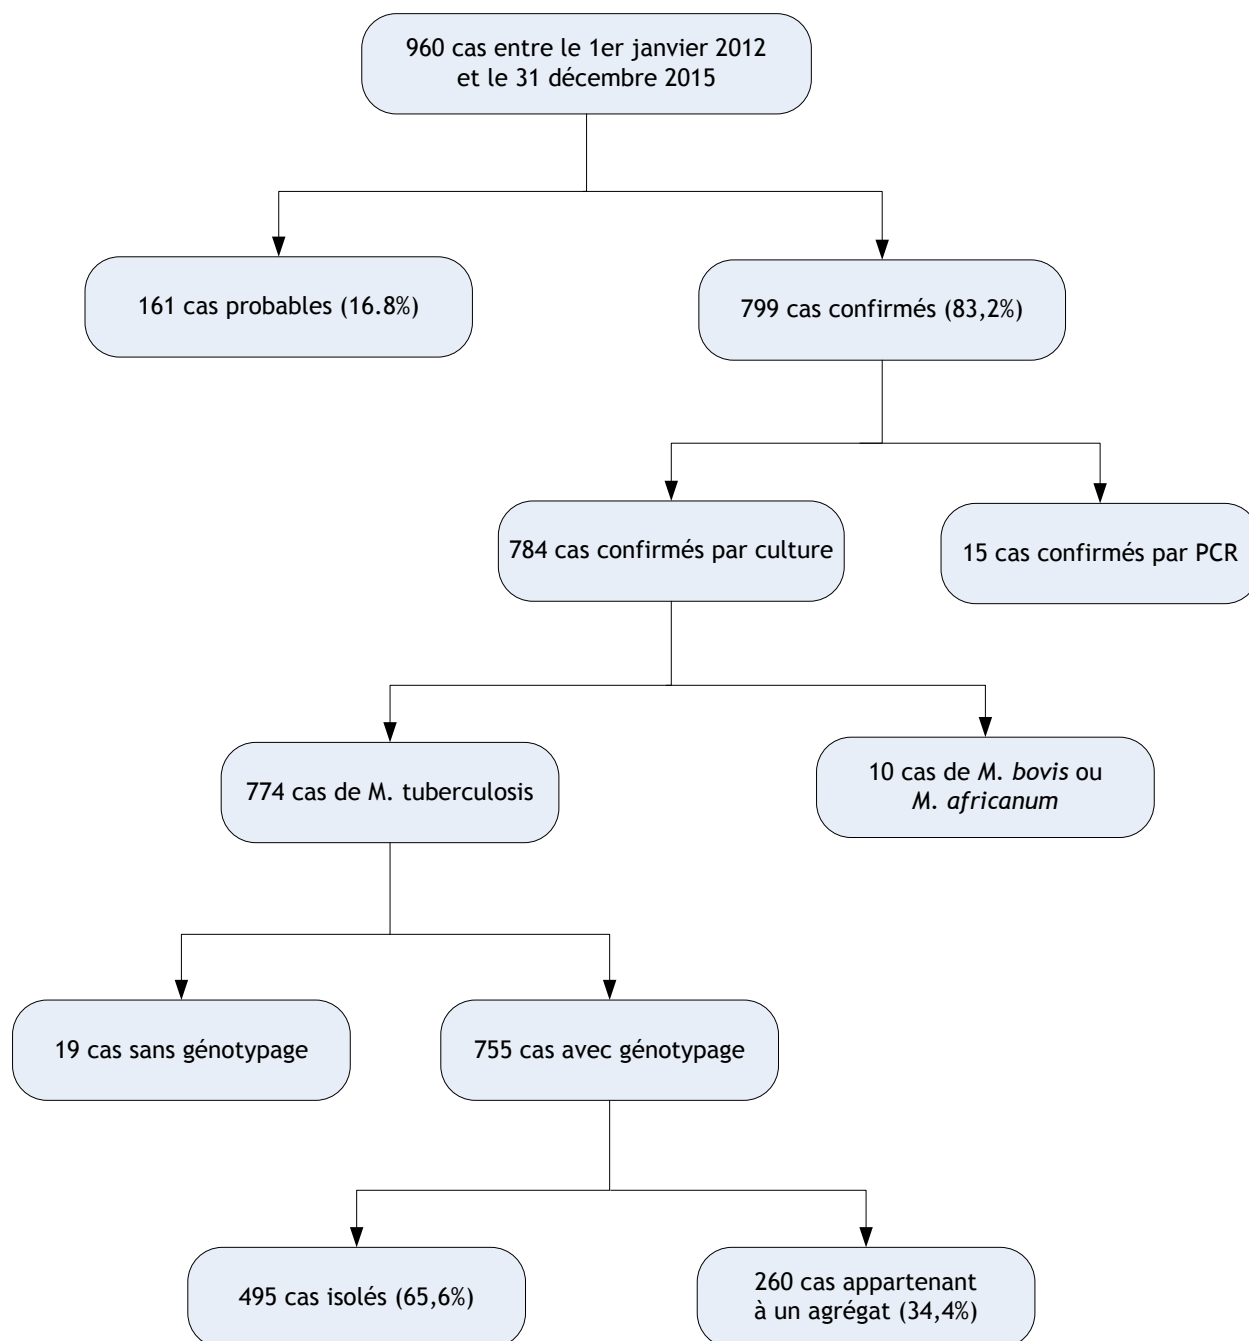 960 cas entre le 1er janvier 2012
et le 31 décembre 2015
161 cas probables (16.8%)
799 cas confirmés (83,2%)
784 cas confirmés par culture
15 cas confirmés par PCR
774 cas de M. tuberculosis
10 cas de M. bovis ou
M. africanum
19 cas sans génotypage
755 cas avec génotypage
495 cas isolés (65,6%)
260 cas appartenant
à un agrégat (34,4%)